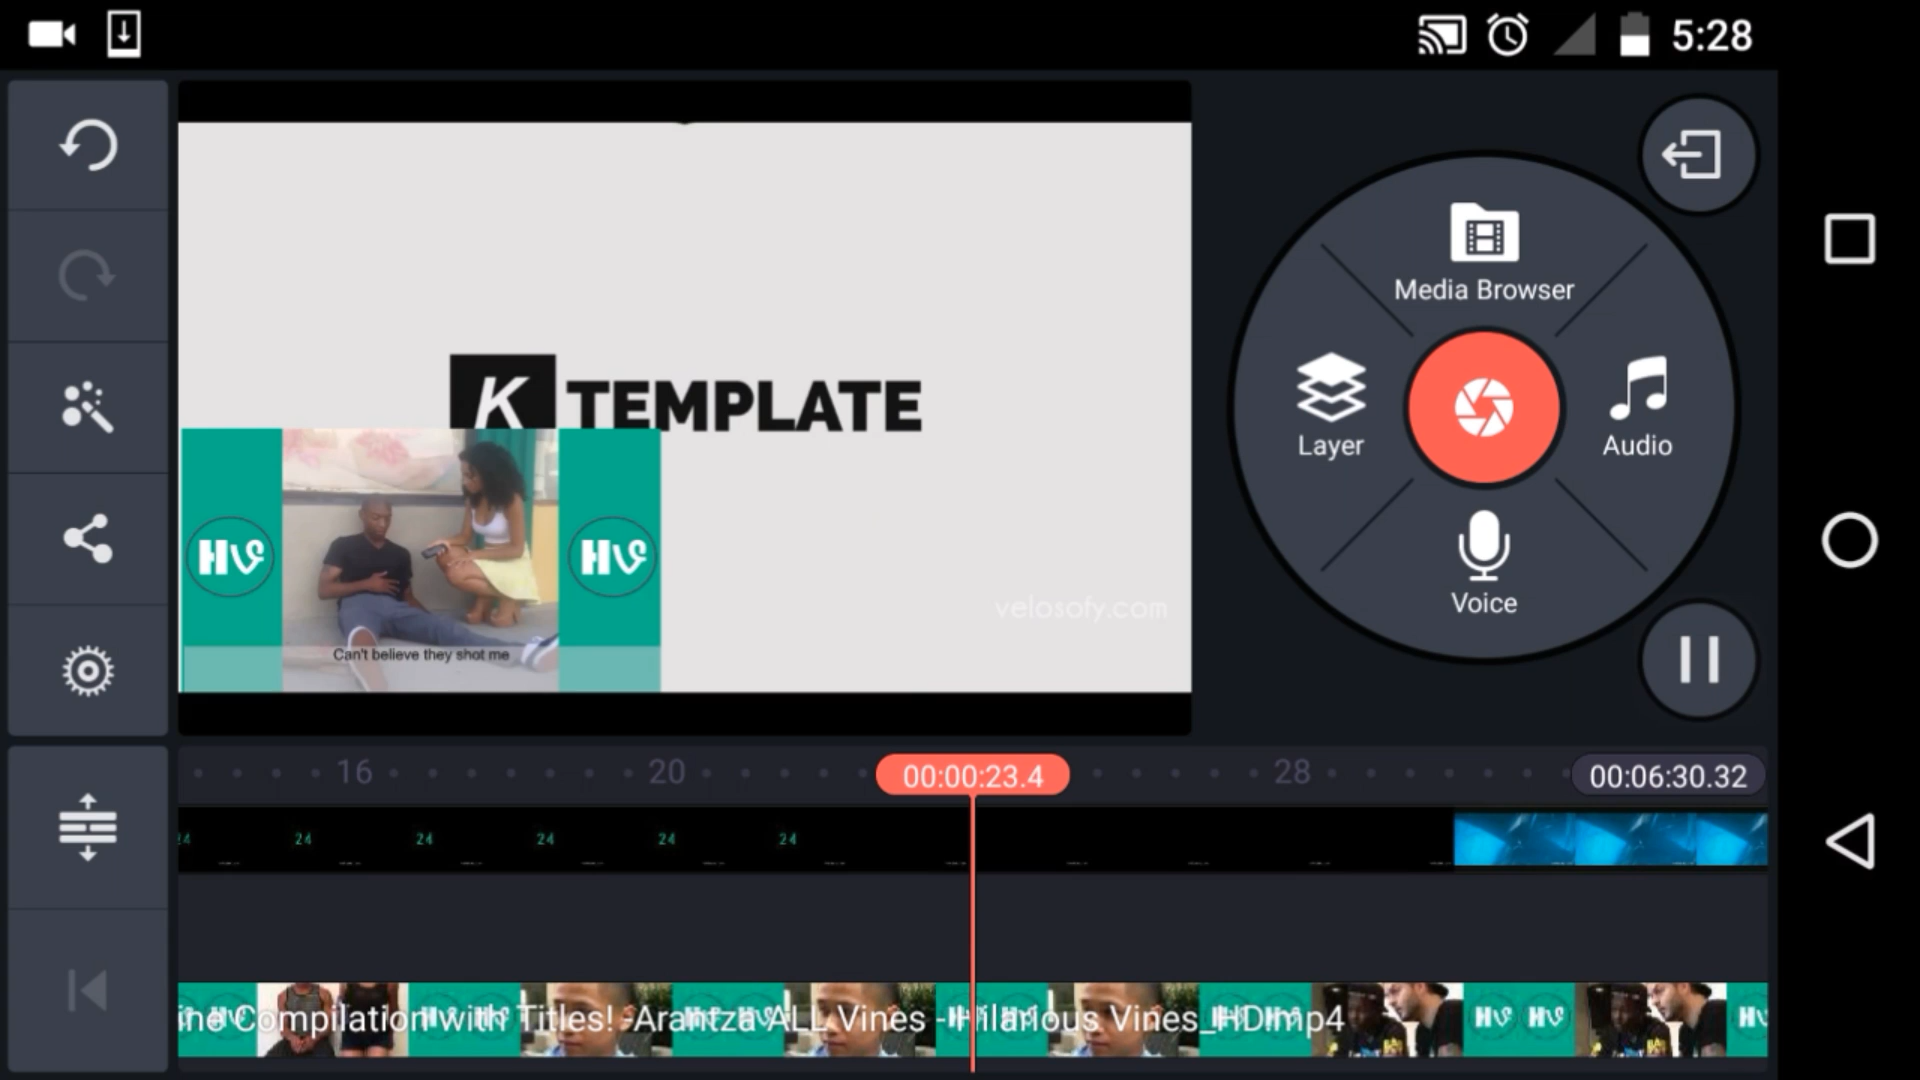 5:28
Media Browser
Layer
Audio
Voice
K TEMPLATE
HV
HV
velosofy.com
Can't believe they shot me
16
20
00:00:23.4
28
00:06:30.32
24
24
24
24
24
ine Compilation with Titles! -Arantza ALL Vines - Hilarious Vines_HD.mp4